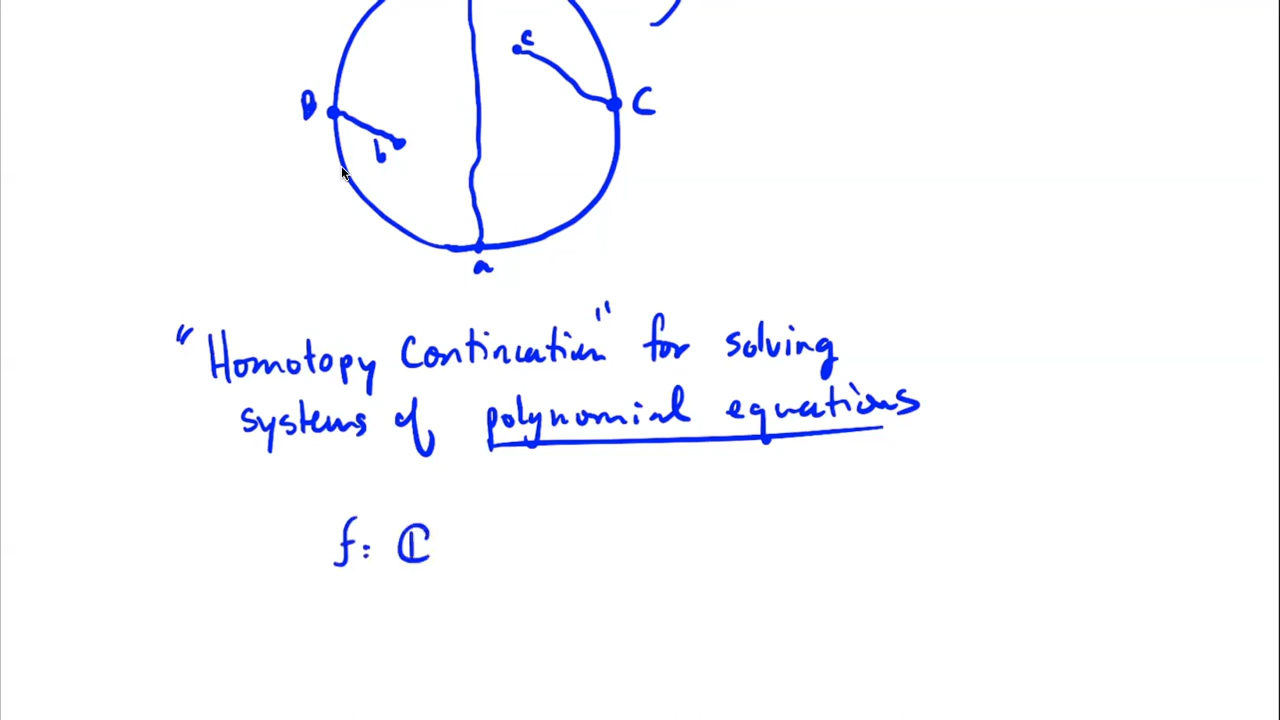 c
B
C
b
a
"Homotopy Continuation" for solving
systems of polynomial equations
f: ℂ